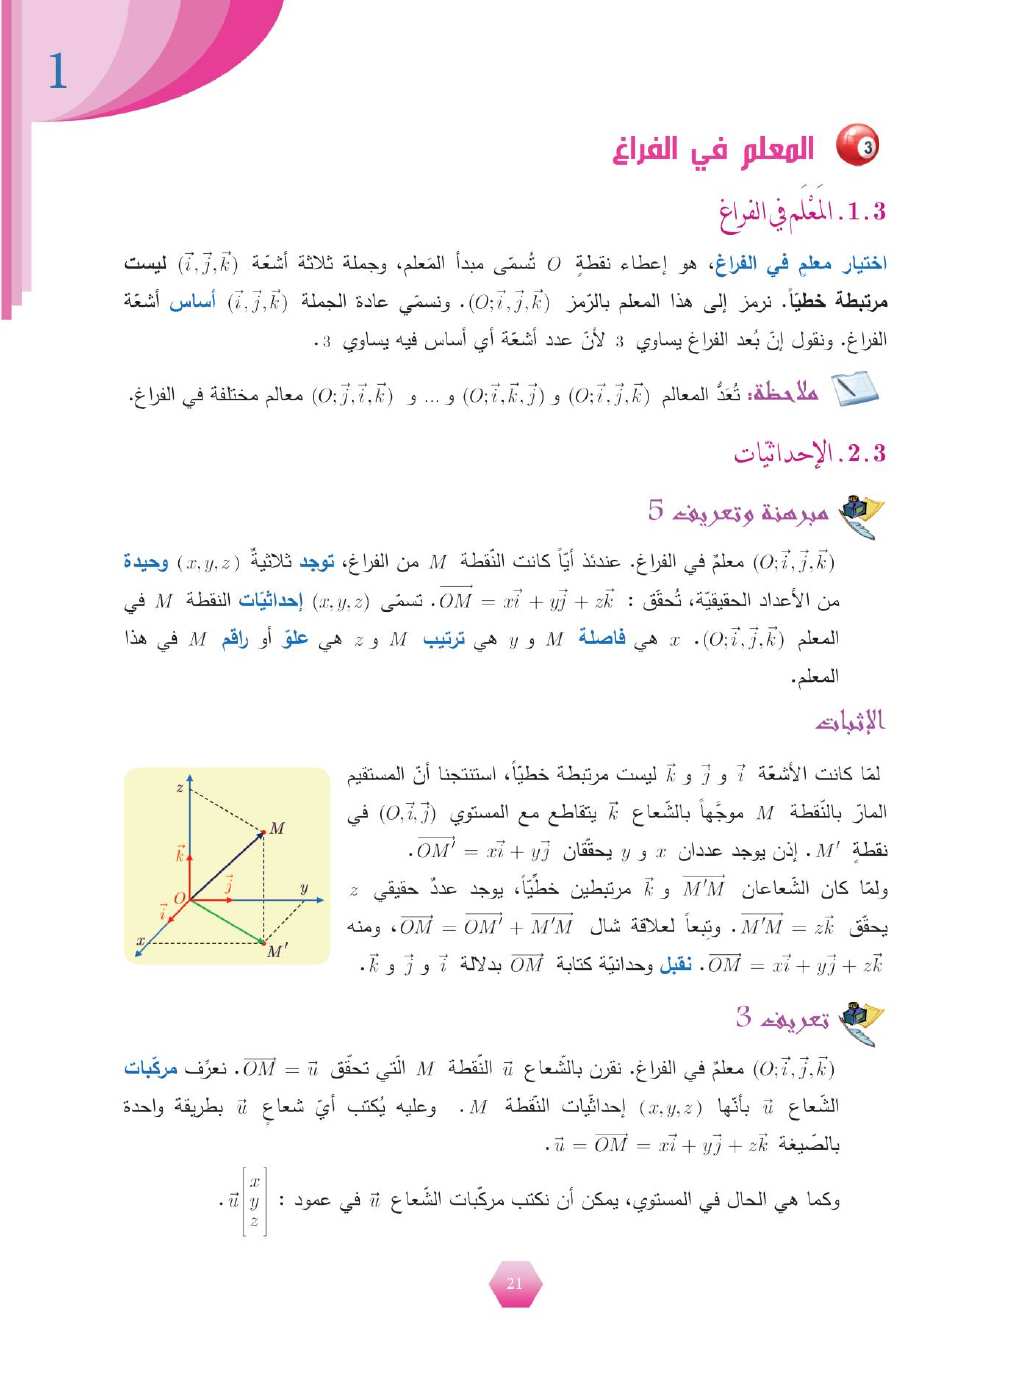 1
3 المعلم في الفراغ
1.3. المَعْلَم في الفراغ
اختيار معلمٍ في الفراغ، هو إعطاء نقطةٍ O تُسمّى مبدأ المَعلم، وجملة ثلاثة أشعّة (i⃗, j⃗, k⃗) ليست
مرتبطة خطيّاً. نرمز إلى هذا المعلم بالرّمز (O; i⃗, j⃗, k⃗). ونسمّي عادة الجملة (i⃗, j⃗, k⃗) أساس أشعّة
الفراغ. ونقول إنّ بُعد الفراغ يساوي 3 لأنّ عدد أشعّة أي أساس فيه يساوي 3.
ملاحظة: تُعَدُّ المعالم (O; i⃗, j⃗, k⃗) و (O; i⃗, k⃗, j⃗) و ... و (O; j⃗, i⃗, k⃗) معالم مختلفة في الفراغ.
2.3. الإحداثيّات
مبرهنة وتعريف 5
(O; i⃗, j⃗, k⃗) معلمٌ في الفراغ. عندئذ أيّاً كانت النّقطة M من الفراغ، توجد ثلاثيةٌ (x, y, z) وحيدة
من الأعداد الحقيقيّة، تُحقّق : OM⃗ = xi⃗ + yj⃗ + zk⃗. تسمّى (x, y, z) إحداثيّات النقطة M في
المعلم (O; i⃗, j⃗, k⃗). x هي فاصلة M و y هي ترتيب M و z هي علوّ أو راقم M في هذا
المعلم.
الإثبات
لمّا كانت الأشعّة i⃗ و j⃗ و k⃗ ليست مرتبطة خطيّاً، استنتجنا أنّ المستقيم
المارّ بالنّقطة M موجَّهاً بالشّعاع k⃗ يتقاطع مع المستوي (O, i⃗, j⃗) في
نقطةٍ M′. إذن يوجد عددان x و y يحقّقان OM′⃗ = xi⃗ + yj⃗.
ولمّا كان الشّعاعان M′M⃗ و k⃗ مرتبطين خطّيّاً، يوجد عددٌ حقيقي z
يحقّق M′M⃗ = zk⃗. وتبعاً لعلاقة شال OM⃗ = OM′⃗ + M′M⃗، ومنه
OM⃗ = xi⃗ + yj⃗ + zk⃗. نقبل وحدانيّة كتابة OM⃗ بدلالة i⃗ و j⃗ و k⃗.
z
M
k⃗
j⃗
y
O
i⃗
x
M′
تعريف 3
(O; i⃗, j⃗, k⃗) معلمٌ في الفراغ. نقرن بالشّعاع u⃗ النّقطة M الّتي تحقّق OM⃗ = u⃗. نعرّف مركّبات
الشّعاع u⃗ بأنّها (x, y, z) إحداثيّات النّقطة M. وعليه يُكتب أيّ شعاعٍ u⃗ بطريقة واحدة
بالصّيغة u⃗ = OM⃗ = xi⃗ + yj⃗ + zk⃗.
وكما هي الحال في المستوي، يمكن أن نكتب مركّبات الشّعاع u⃗ في عمود : u⃗ [x y z].
21